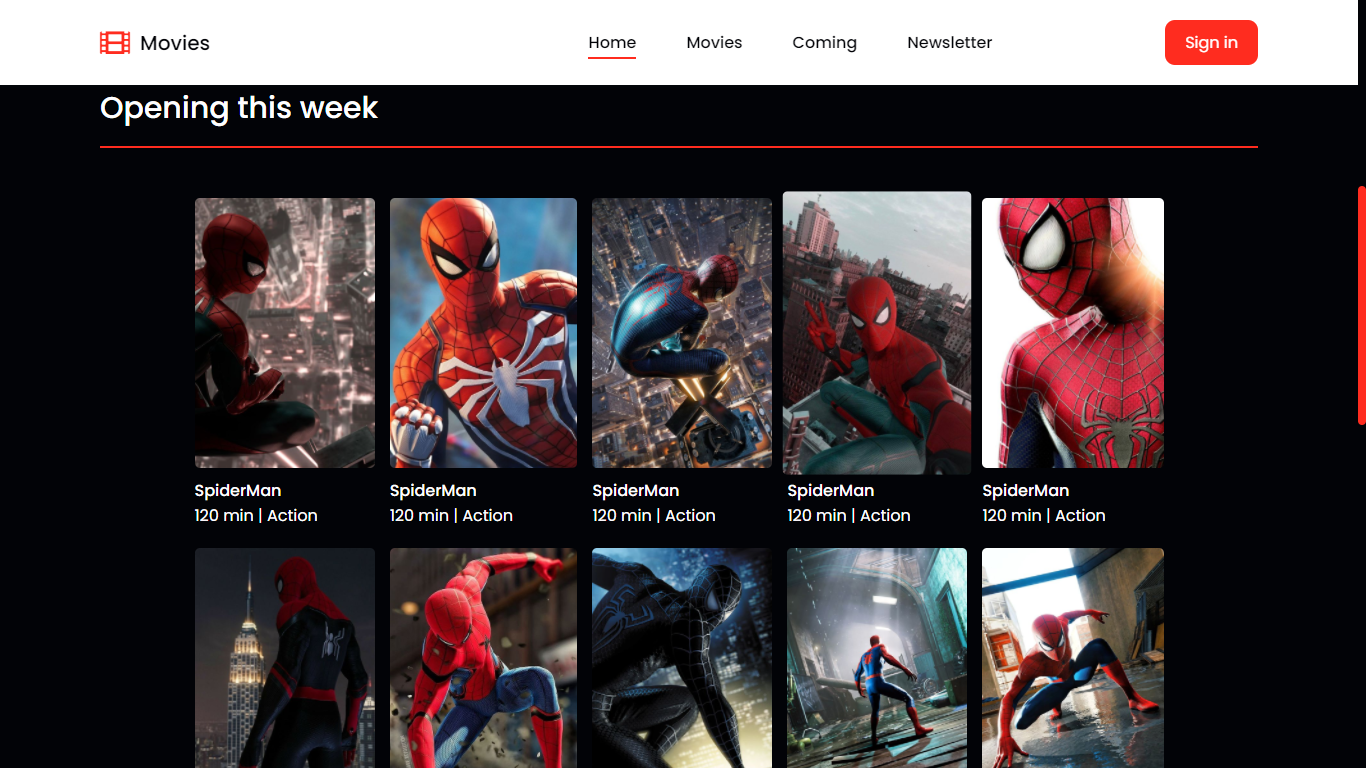 Movies
Home Movies Coming Newsletter
Sign in
Opening this week
SpiderMan SpiderMan SpiderMan SpiderMan SpiderMan
120 min | Action 120 min | Action 120 min | Action 120 min | Action 120 min | Action